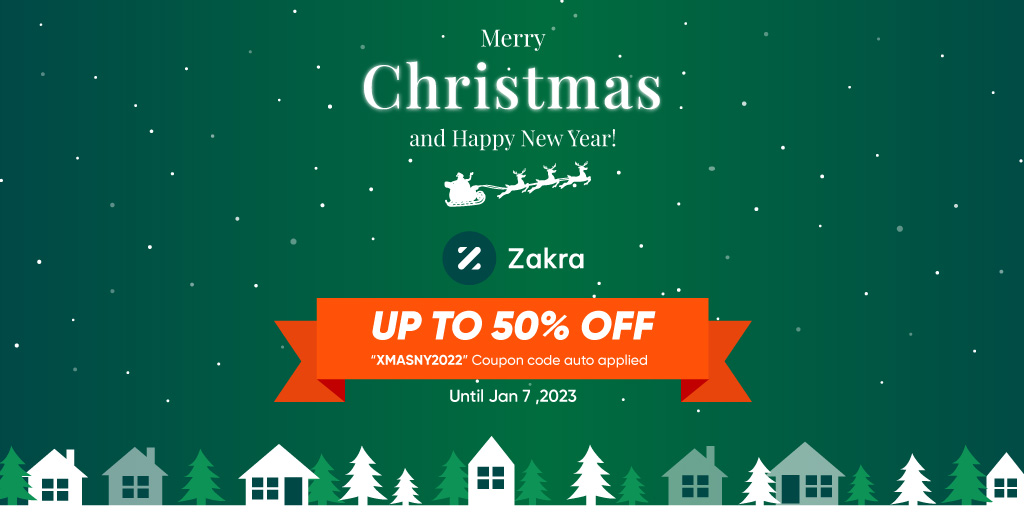 Merry
Christmas
and Happy New Year!
Zakra
UP TO 50% OFF
“XMASNY2022” Coupon code auto applied
Until Jan 7 ,2023